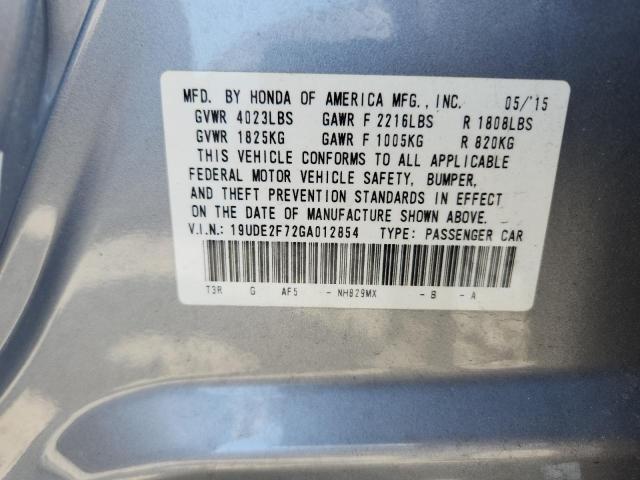 MFD. BY HONDA OF AMERICA MFG., INC. 05/'15
GVWR 4023LBS GAWR F 2216LBS R 1808LBS
GVWR 1825KG GAWR F 1005KG R 820KG
THIS VEHICLE CONFORMS TO ALL APPLICABLE
FEDERAL MOTOR VEHICLE SAFETY, BUMPER,
AND THEFT PREVENTION STANDARDS IN EFFECT
ON THE DATE OF MANUFACTURE SHOWN ABOVE.
V.I.N.: 19UDE2F72GA012854 TYPE: PASSENGER CAR
T3R G AF5 - NH829MX - B - A